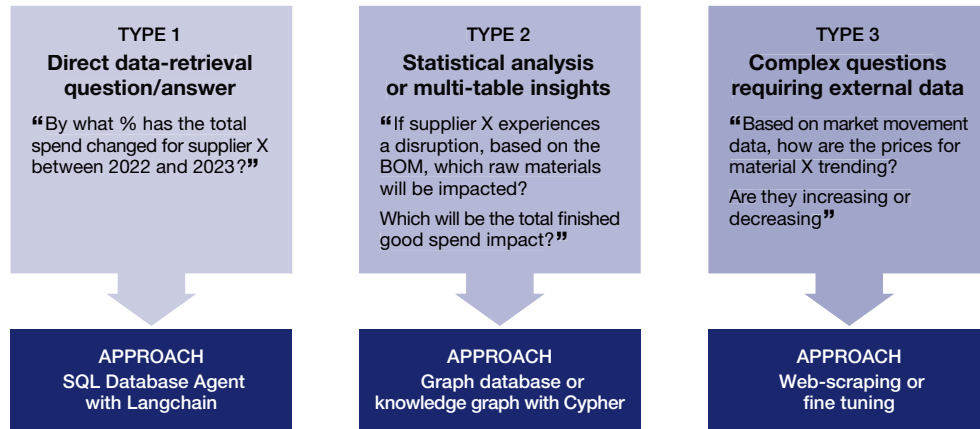 TYPE 1
Direct data-retrieval
question/answer
“By what % has the total
spend changed for supplier X
between 2022 and 2023?”
APPROACH
SQL Database Agent
with Langchain
TYPE 2
Statistical analysis
or multi-table insights
“If supplier X experiences
a disruption, based on the
BOM, which raw materials
will be impacted?
Which will be the total finished
good spend impact?”
APPROACH
Graph database or
knowledge graph with Cypher
TYPE 3
Complex questions
requiring external data
“Based on market movement
data, how are the prices for
material X trending?
Are they increasing or
decreasing”
APPROACH
Web-scraping or
fine tuning